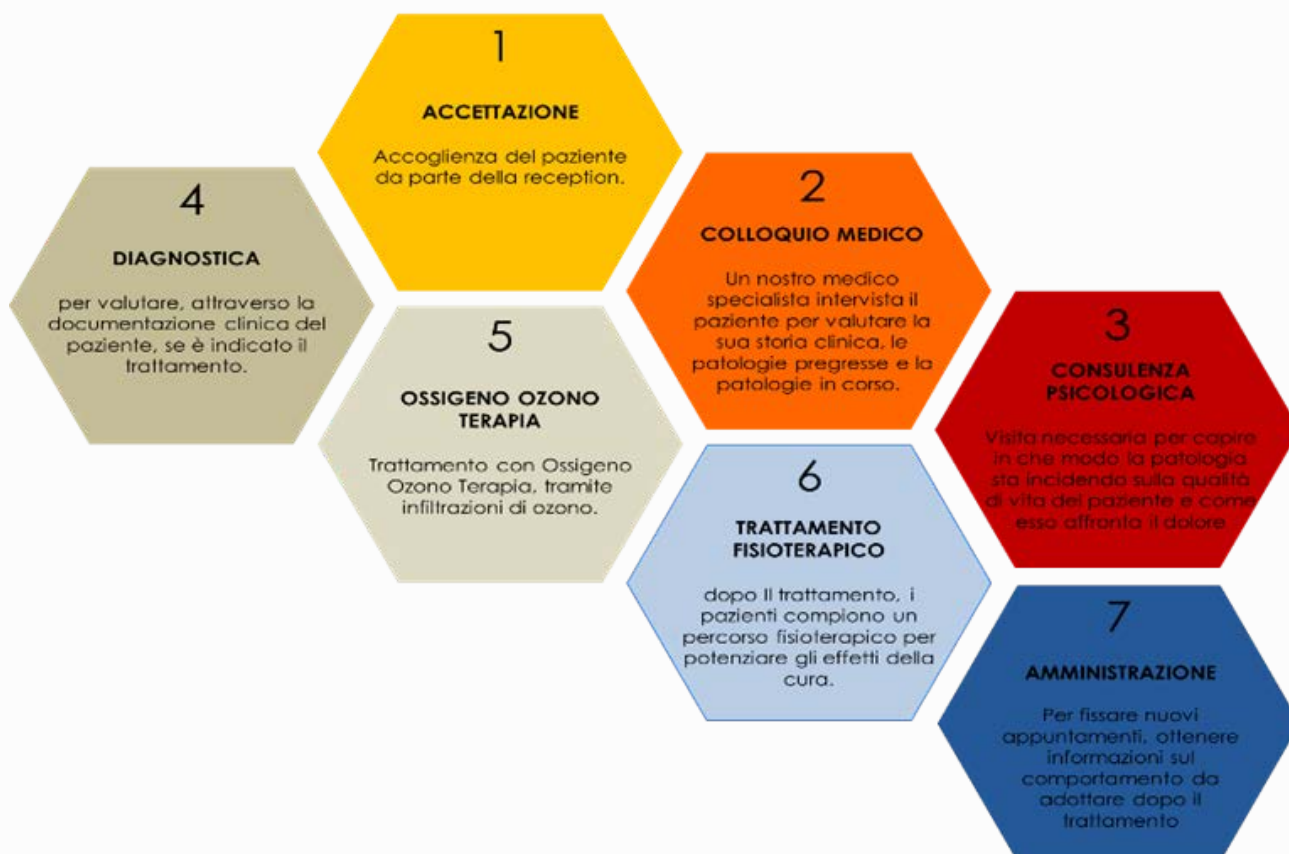 1
ACCETTAZIONE
Accoglienza del paziente
da parte della reception.
2
COLLOQUIO MEDICO
Un nostro medico
specialista intervista il
paziente per valutare la
sua storia clinica, le
patologie pregresse e la
patologie in corso.
3
CONSULENZA
PSICOLOGICA
Visita necessaria per capire
in che modo la patologia
sta incidendo sulla qualità
di vita del paziente e come
esso affronta il dolore
4
DIAGNOSTICA
per valutare, attraverso la
documentazione clinica del
paziente, se è indicato il
trattamento.
5
OSSIGENO OZONO
TERAPIA
Trattamento con Ossigeno
Ozono Terapia, tramite
infiltrazioni di ozono.
6
TRATTAMENTO
FISIOTERAPICO
dopo Il trattamento, i
pazienti compiono un
percorso fisioterapico per
potenziare gli effetti della
cura.
7
AMMINISTRAZIONE
Per fissare nuovi
appuntamenti, ottenere
informazioni sul
comportamento da
adottare dopo il
trattamento